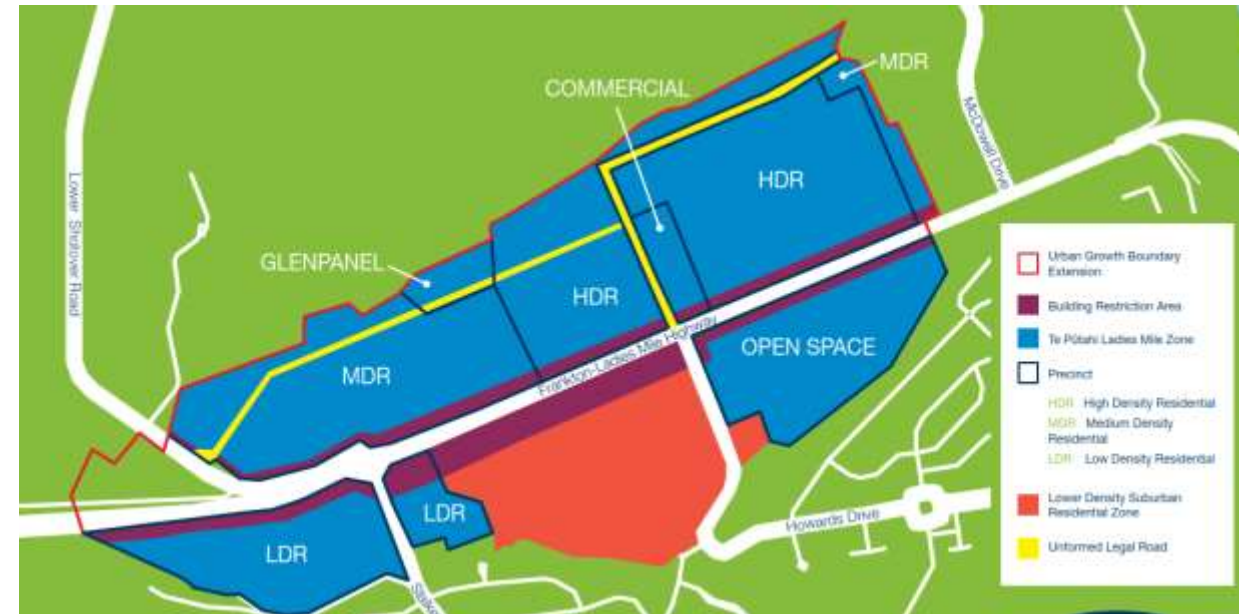 MDR
COMMERCIAL
McDowell Drive
Lower Shotover Road
HDR
GLENPANEL
HDR
Frankton-Ladies Mile Highway
OPEN SPACE
MDR
LDR
Howards Drive
LDR
Urban Growth Boundary
Extension
Building Restriction Area
Te Pūtahi Ladies Mile Zone
Precinct
HDR High Density Residential
MDR Medium Density
Residential
LDR Low Density Residential
Lower Density Suburban
Residential Zone
Unformed Legal Road